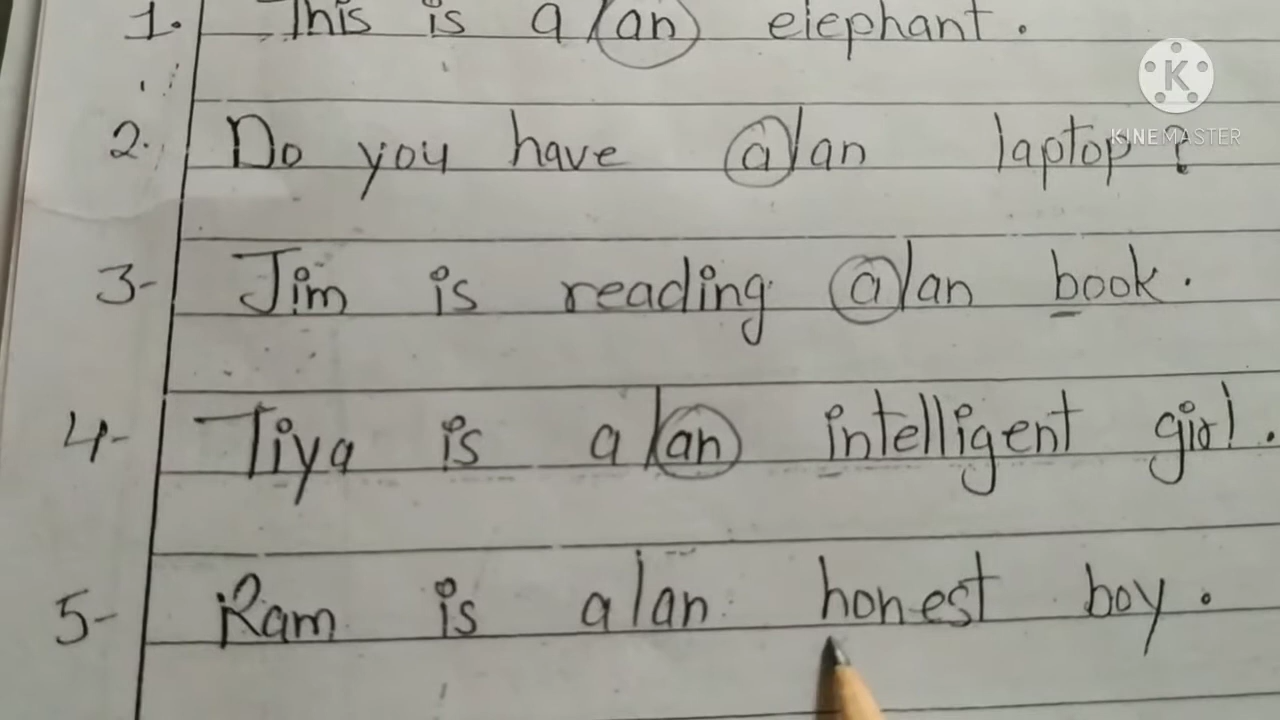 1. This is a/an elephant.
2. Do you have a/an laptop?
3- Jim is reading a/an book.
4- Tiya is a/an intelligent girl.
5- Ram is a/an honest boy.
K
KINEMASTER